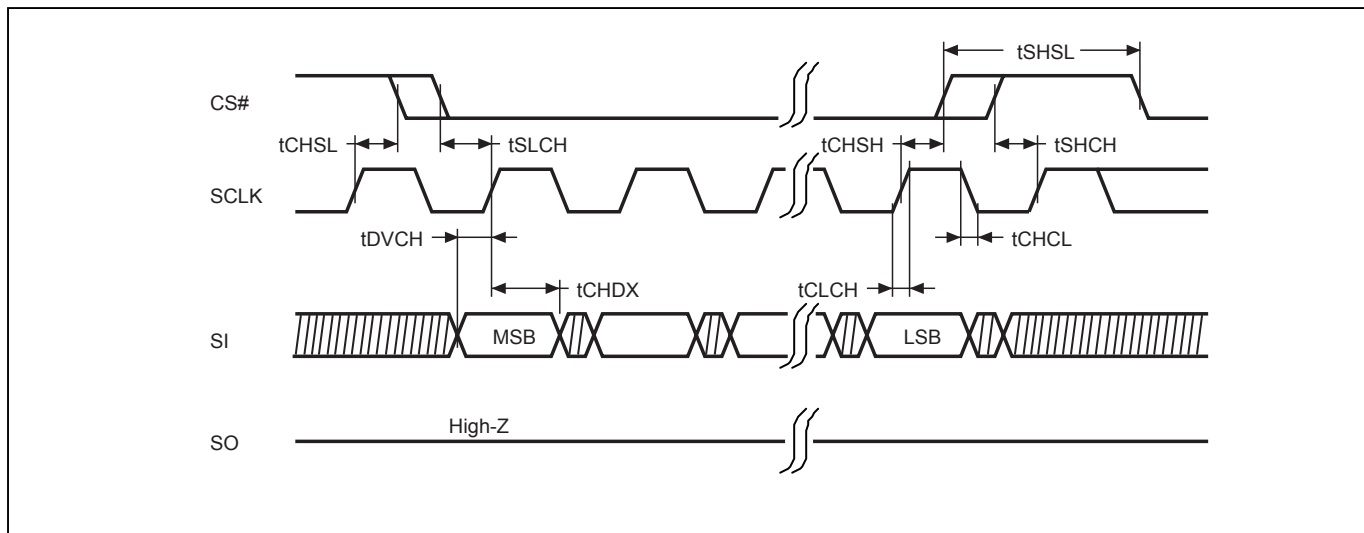 tSHSL
CS#
tCHSL
tSLCH
tCHSH
tSHCH
SCLK
tDVCH
tCHCL
tCHDX
tCLCH
SI
MSB
LSB
High-Z
SO